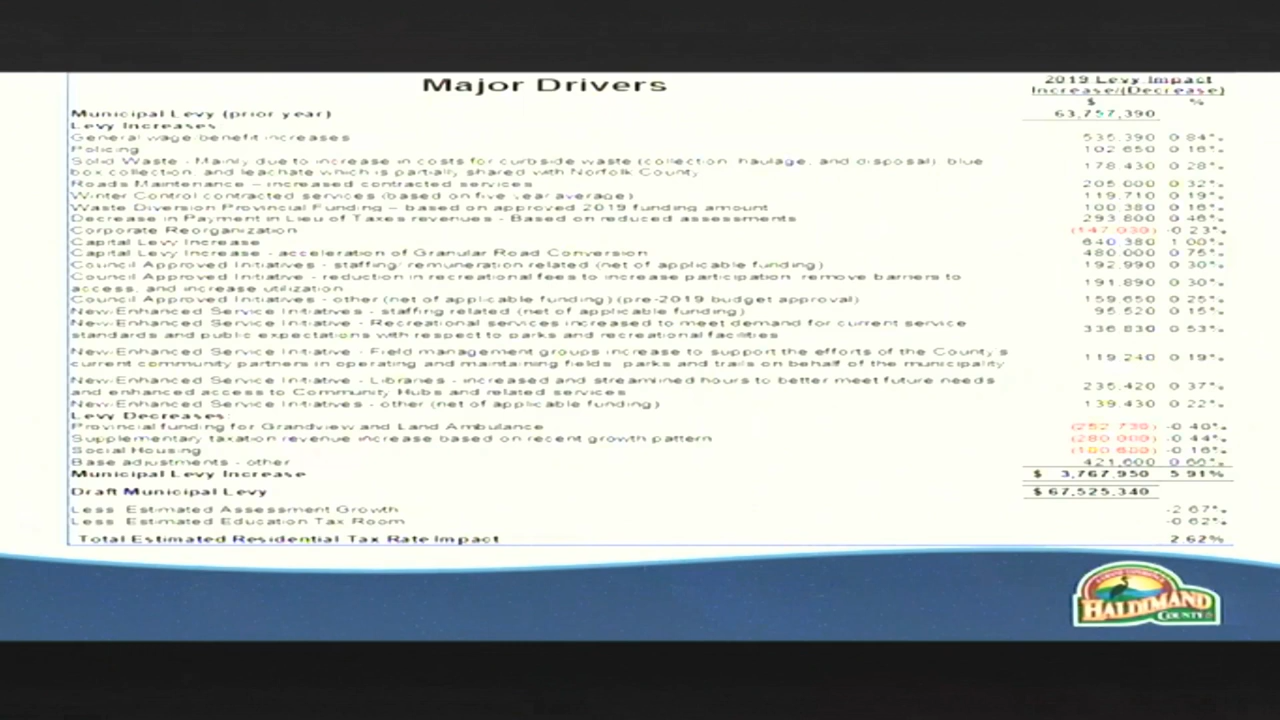 Major Drivers
2019 Levy Impact
Increase/(Decrease)
$ %
Municipal Levy (prior year) 63,757,390
Levy Increases
General wage benefit increases 535,390 0.84%
Policing 102,650 0.16%
Solid Waste - Mainly due to increase in costs for curbside waste (collection, haulage, and disposal), blue
box collection, and leachate which is partially shared with Norfolk County 178,430 0.28%
Roads Maintenance – increased contracted services 205,000 0.32%
Winter Control contracted services (based on five year average) 119,710 0.19%
Waste Diversion Provincial Funding – based on approved 2019 funding amount 100,380 0.16%
Decrease in Payment in Lieu of Taxes revenues - Based on reduced assessments 293,800 0.46%
Corporate Reorganization (147,030) -0.23%
Capital Levy Increase 640,380 1.00%
Capital Levy Increase - acceleration of Granular Road Conversion 480,000 0.75%
Council Approved Initiatives - staffing/remuneration related (net of applicable funding) 192,990 0.30%
Council Approved Initiative - reduction in recreational fees to increase participation, remove barriers to
access, and increase utilization 191,890 0.30%
Council Approved Initiatives - other (net of applicable funding) (pre-2019 budget approval) 159,650 0.25%
New/Enhanced Service Initiatives - staffing related (net of applicable funding) 95,520 0.15%
New/Enhanced Service Initiative - Recreational services increased to meet demand for current service
standards and public expectations with respect to parks and recreational facilities 336,830 0.53%
New/Enhanced Service Initiative - Field management groups increase to support the efforts of the County's
current community partners in operating and maintaining fields, parks and trails on behalf of the municipality 119,240 0.19%
New/Enhanced Service Initiative - Libraries - increased and streamlined hours to better meet future needs
and enhanced access to Community Hubs and related services 235,420 0.37%
New/Enhanced Service Initiatives - other (net of applicable funding) 139,430 0.22%
Levy Decreases:
Provincial funding for Grandview and Land Ambulance (252,730) -0.40%
Supplementary taxation revenue increase based on recent growth pattern (280,000) -0.44%
Social Housing (100,600) -0.16%
Base adjustments - other 421,600 0.66%
Municipal Levy Increase $ 3,767,950 5.91%
Draft Municipal Levy $ 67,525,340
Less: Estimated Assessment Growth -2.67%
Less: Estimated Education Tax Room -0.62%
Total Estimated Residential Tax Rate Impact 2.62%
HALDIMAND
COUNTY